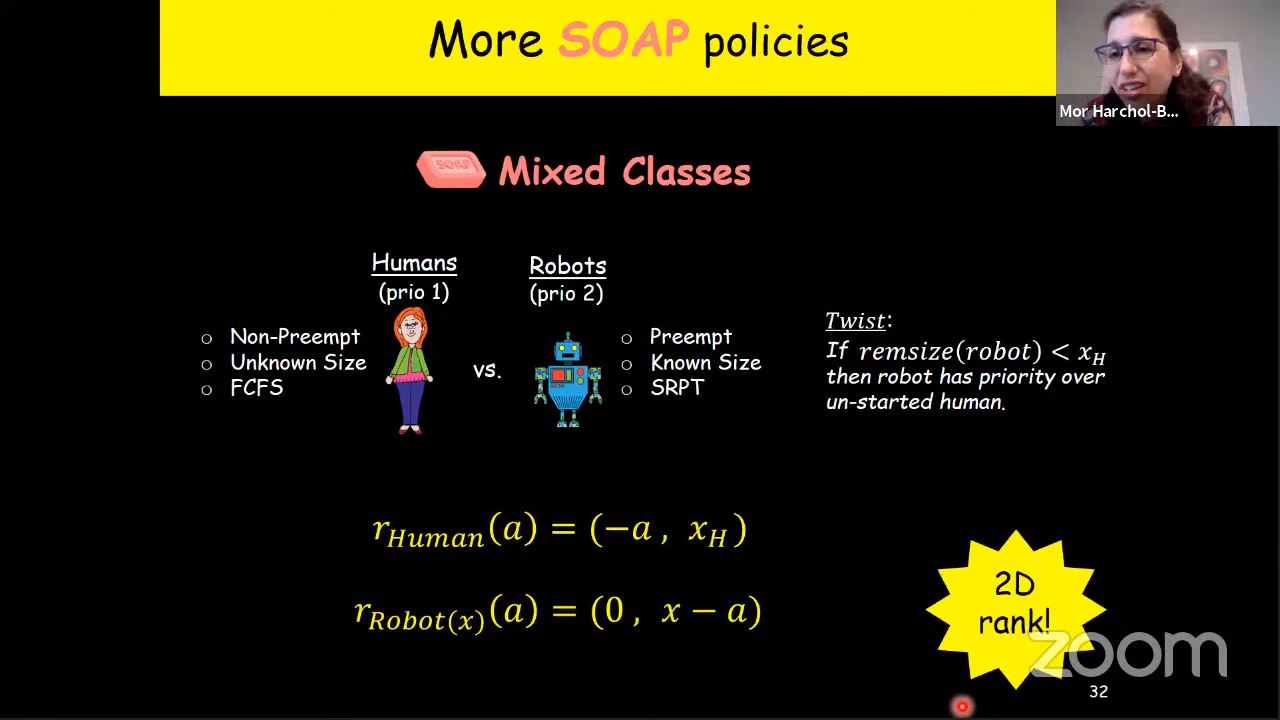 More SOAP policies
Mor Harchol-B...
SOAP
Mixed Classes
Humans
(prio 1)
Robots
(prio 2)
○ Non-Preempt
○ Unknown Size
○ FCFS
vs.
○ Preempt
○ Known Size
○ SRPT
Twist:
If remsize(robot) < x_H
then robot has priority over
un-started human.
r_Human(a) = (−a , x_H)
r_Robot(x)(a) = (0 , x − a)
2D
rank!
zoom
32